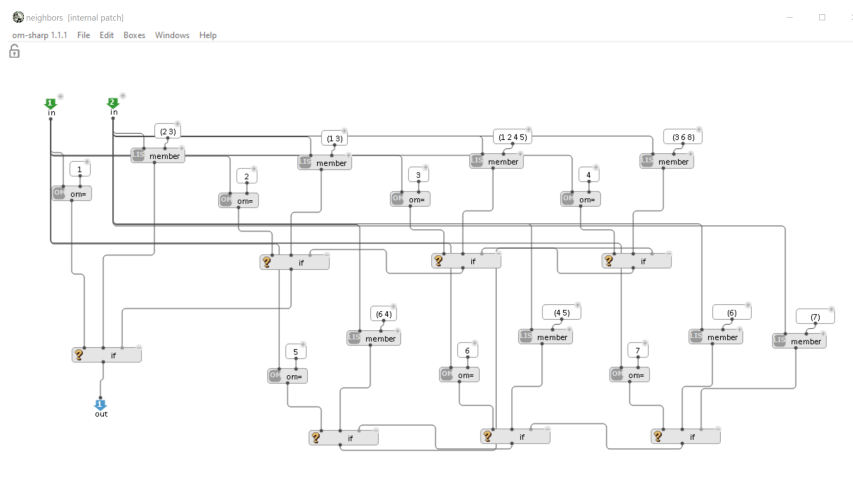 neighbors [internal patch]
om-sharp 1.1.1 File Edit Boxes Windows Help
1 2
in in
(2 3) (1 3) (1 2 4 5) (3 6 8)
member member member member
1 2 3 4
om= om= om= om=
? if ? if ? if
(6 4) (4 5) (6) (7)
member member member member
? if 5 6 7
om= om= om=
1
out
? if ? if ? if